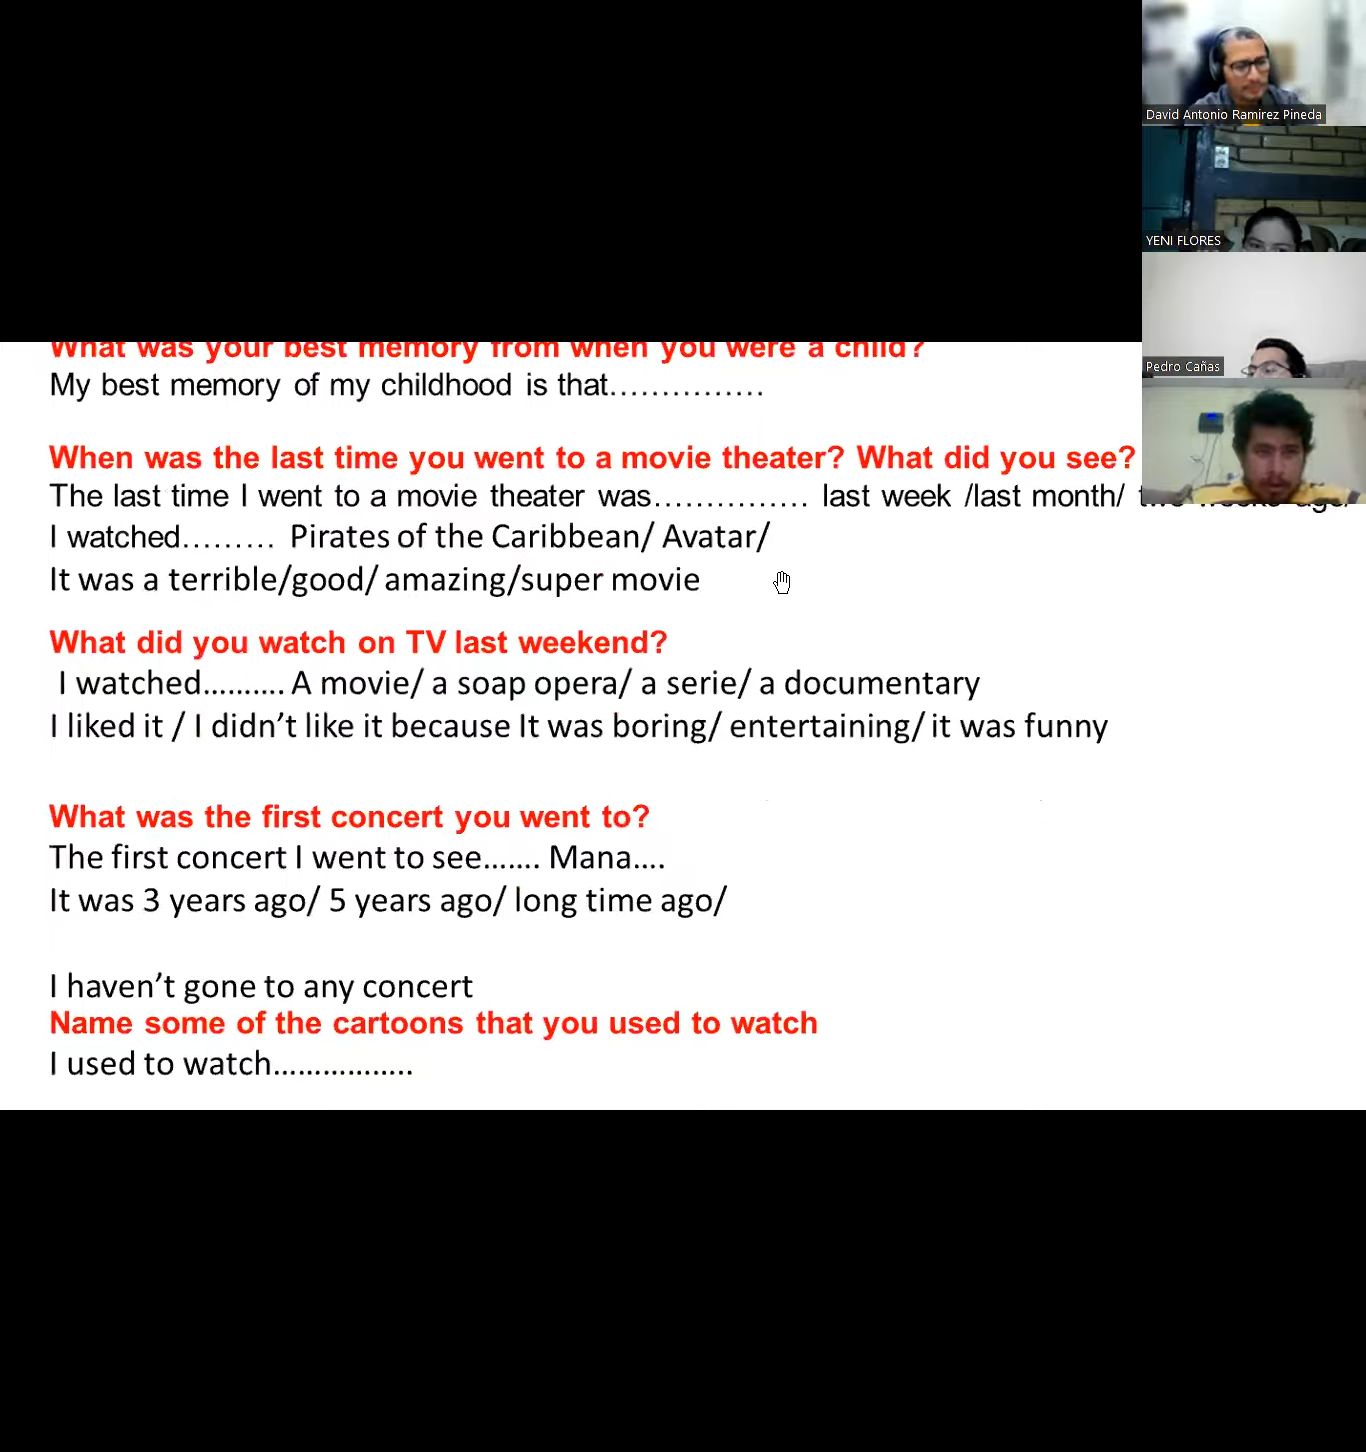 What was your best memory from when you were a child?
My best memory of my childhood is that……………
When was the last time you went to a movie theater? What did you see?
The last time I went to a movie theater was…………… last week /last month/
I watched……… Pirates of the Caribbean/ Avatar/
It was a terrible/good/ amazing/super movie
What did you watch on TV last weekend?
I watched.......... A movie/ a soap opera/ a serie/ a documentary
I liked it / I didn't like it because It was boring/ entertaining/ it was funny
What was the first concert you went to?
The first concert I went to see....... Mana....
It was 3 years ago/ 5 years ago/ long time ago/
I haven't gone to any concert
Name some of the cartoons that you used to watch
I used to watch.................
David Antonio Ramirez Pineda
YENI FLORES
Pedro Cañas